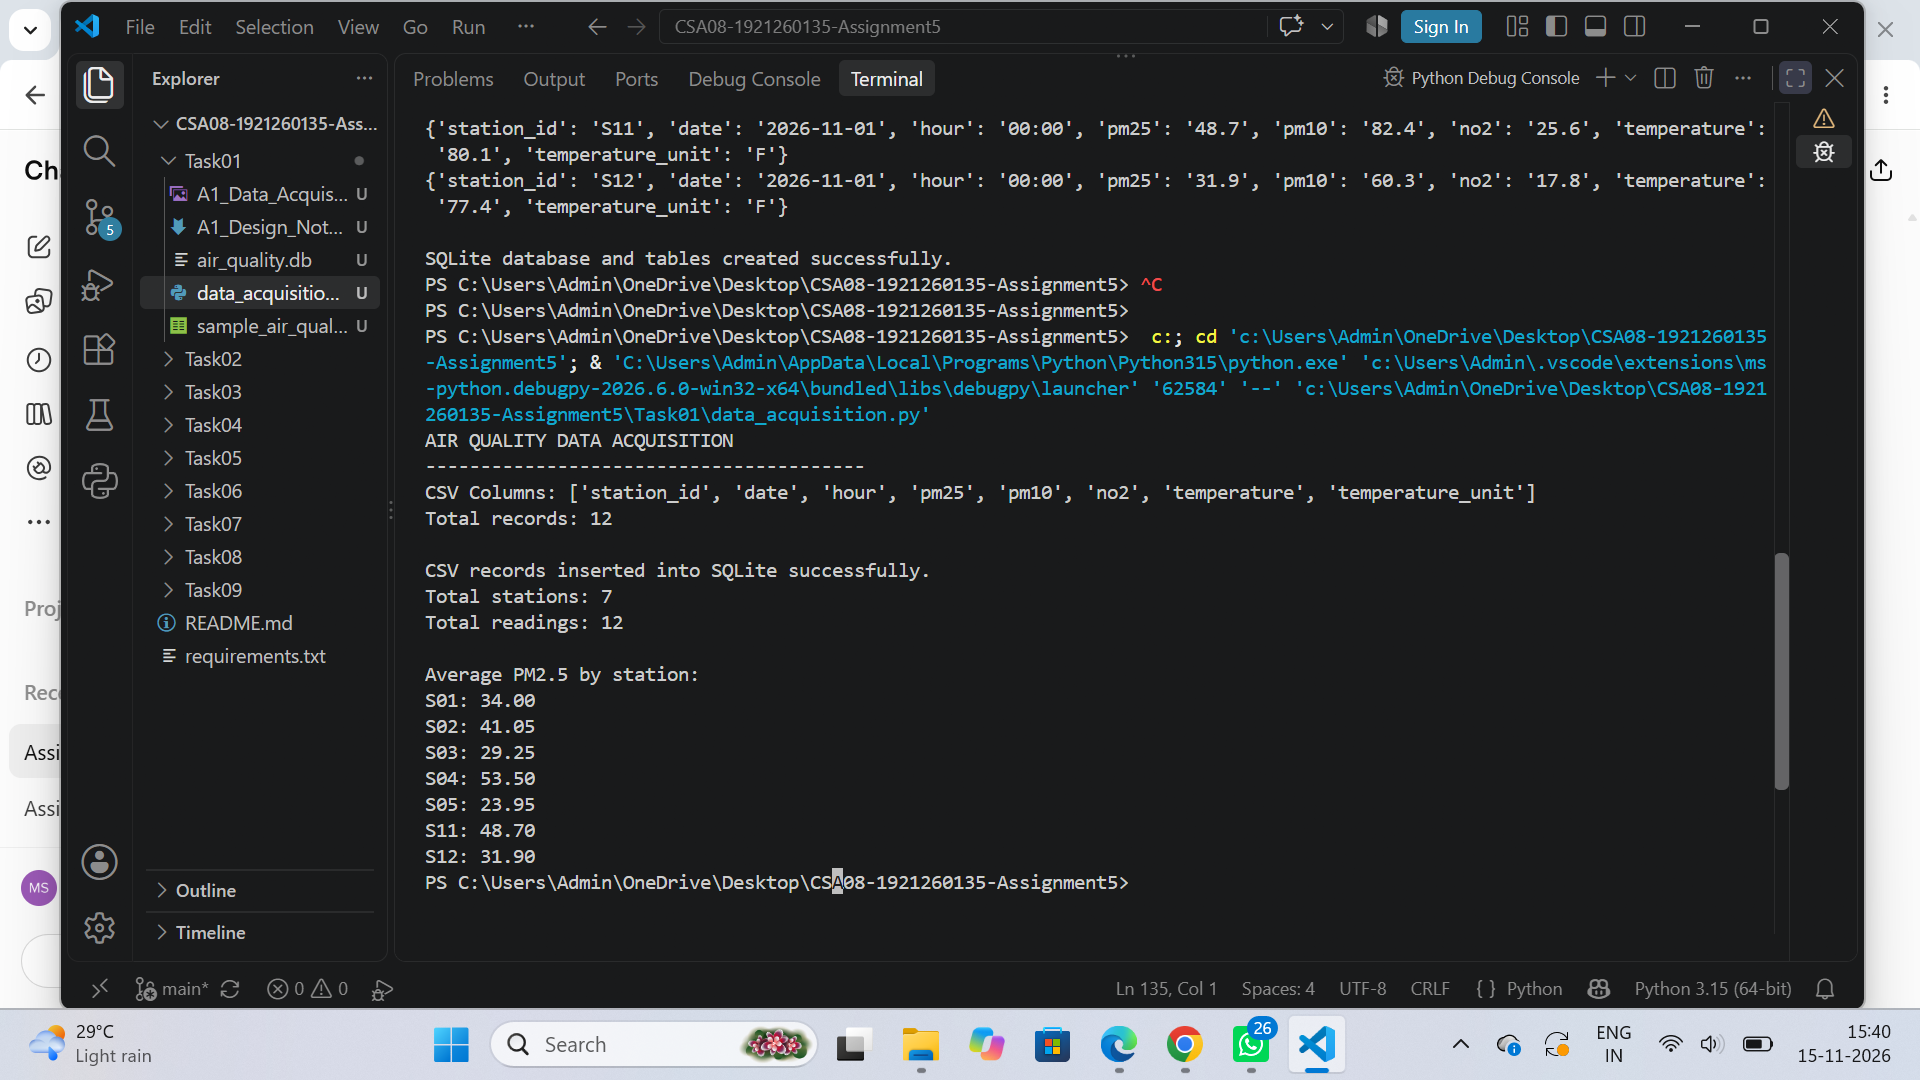 File Edit Selection View Go Run ···
CSA08-1921260135-Assignment5
Sign In
Explorer
Problems Output Ports Debug Console Terminal
Python Debug Console
CSA08-1921260135-Ass...
Task01
A1_Data_Acquis... U
A1_Design_Not... U
air_quality.db U
data_acquisitio... U
sample_air_qual... U
Task02
Task03
Task04
Task05
Task06
Task07
Task08
Task09
README.md
requirements.txt
Outline
Timeline
5
{'station_id': 'S11', 'date': '2026-11-01', 'hour': '00:00', 'pm25': '48.7', 'pm10': '82.4', 'no2': '25.6', 'temperature':
'80.1', 'temperature_unit': 'F'}
{'station_id': 'S12', 'date': '2026-11-01', 'hour': '00:00', 'pm25': '31.9', 'pm10': '60.3', 'no2': '17.8', 'temperature':
'77.4', 'temperature_unit': 'F'}
SQLite database and tables created successfully.
PS C:\Users\Admin\OneDrive\Desktop\CSA08-1921260135-Assignment5> ^C
PS C:\Users\Admin\OneDrive\Desktop\CSA08-1921260135-Assignment5>
PS C:\Users\Admin\OneDrive\Desktop\CSA08-1921260135-Assignment5> c:; cd 'c:\Users\Admin\OneDrive\Desktop\CSA08-1921260135
-Assignment5'; & 'C:\Users\Admin\AppData\Local\Programs\Python\Python315\python.exe' 'c:\Users\Admin\.vscode\extensions\ms
-python.debugpy-2026.6.0-win32-x64\bundled\libs\debugpy\launcher' '62584' '--' 'c:\Users\Admin\OneDrive\Desktop\CSA08-1921
260135-Assignment5\Task01\data_acquisition.py'
AIR QUALITY DATA ACQUISITION
----------------------------------------
CSV Columns: ['station_id', 'date', 'hour', 'pm25', 'pm10', 'no2', 'temperature', 'temperature_unit']
Total records: 12
CSV records inserted into SQLite successfully.
Total stations: 7
Total readings: 12
Average PM2.5 by station:
S01: 34.00
S02: 41.05
S03: 29.25
S04: 53.50
S05: 23.95
S11: 48.70
S12: 31.90
PS C:\Users\Admin\OneDrive\Desktop\CSA08-1921260135-Assignment5>
Ch
Proj
Rec
Assi
Assi
MS
main* 0 0
Ln 135, Col 1 Spaces: 4 UTF-8 CRLF { } Python Python 3.15 (64-bit)
29°C
Light rain
Search
26
ENG
IN
15:40
15-11-2026